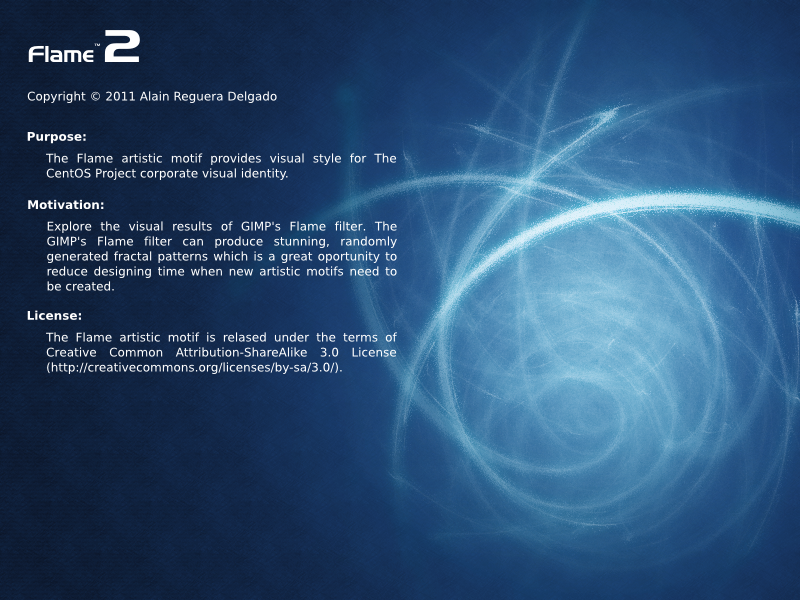 Flame™ 2
Copyright © 2011 Alain Reguera Delgado
Purpose:
The Flame artistic motif provides visual style for The
CentOS Project corporate visual identity.
Motivation:
Explore the visual results of GIMP's Flame filter. The
GIMP's Flame filter can produce stunning, randomly
generated fractal patterns which is a great oportunity to
reduce designing time when new artistic motifs need to
be created.
License:
The Flame artistic motif is relased under the terms of
Creative Common Attribution-ShareAlike 3.0 License
(http://creativecommons.org/licenses/by-sa/3.0/).